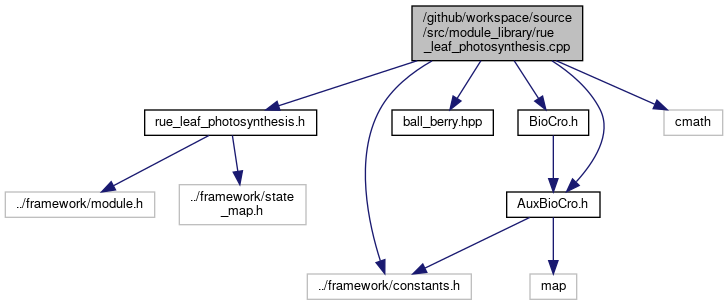 /github/workspace/source
/src/module_library/rue
_leaf_photosynthesis.cpp
rue_leaf_photosynthesis.h
ball_berry.hpp
BioCro.h
cmath
../framework/module.h
../framework/state
_map.h
AuxBioCro.h
../framework/constants.h
map